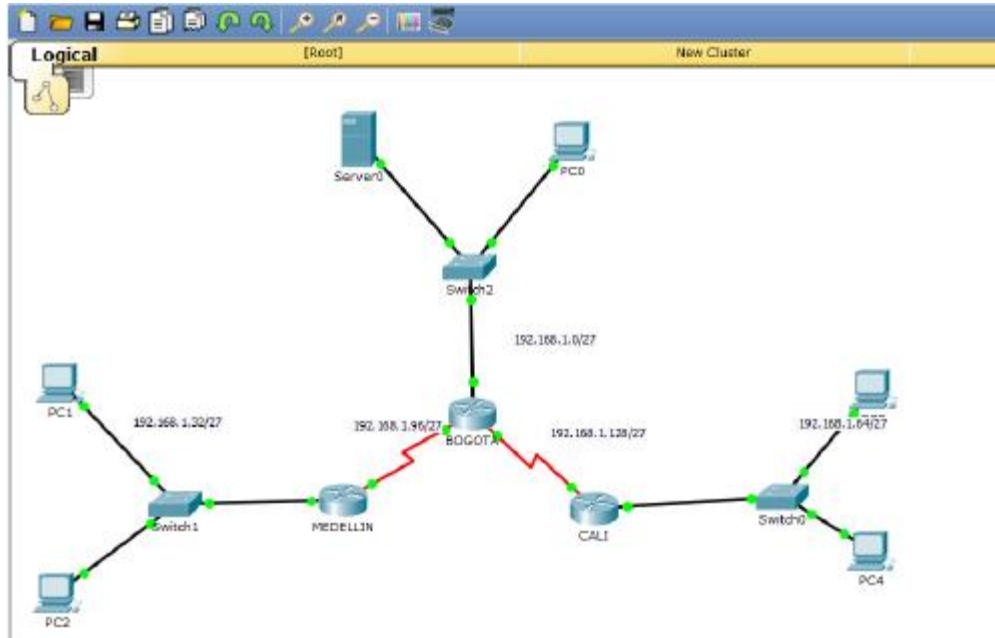 Logical
[Root]
New Cluster
Server0
PC0
Switch2
192.168.1.0/27
PC1
192.168.1.32/27
192.168.1.96/27
BOGOTA
192.168.1.128/27
192.168.1.64/27
Switch1
MEDELLIN
CALI
Switch0
PC2
PC4